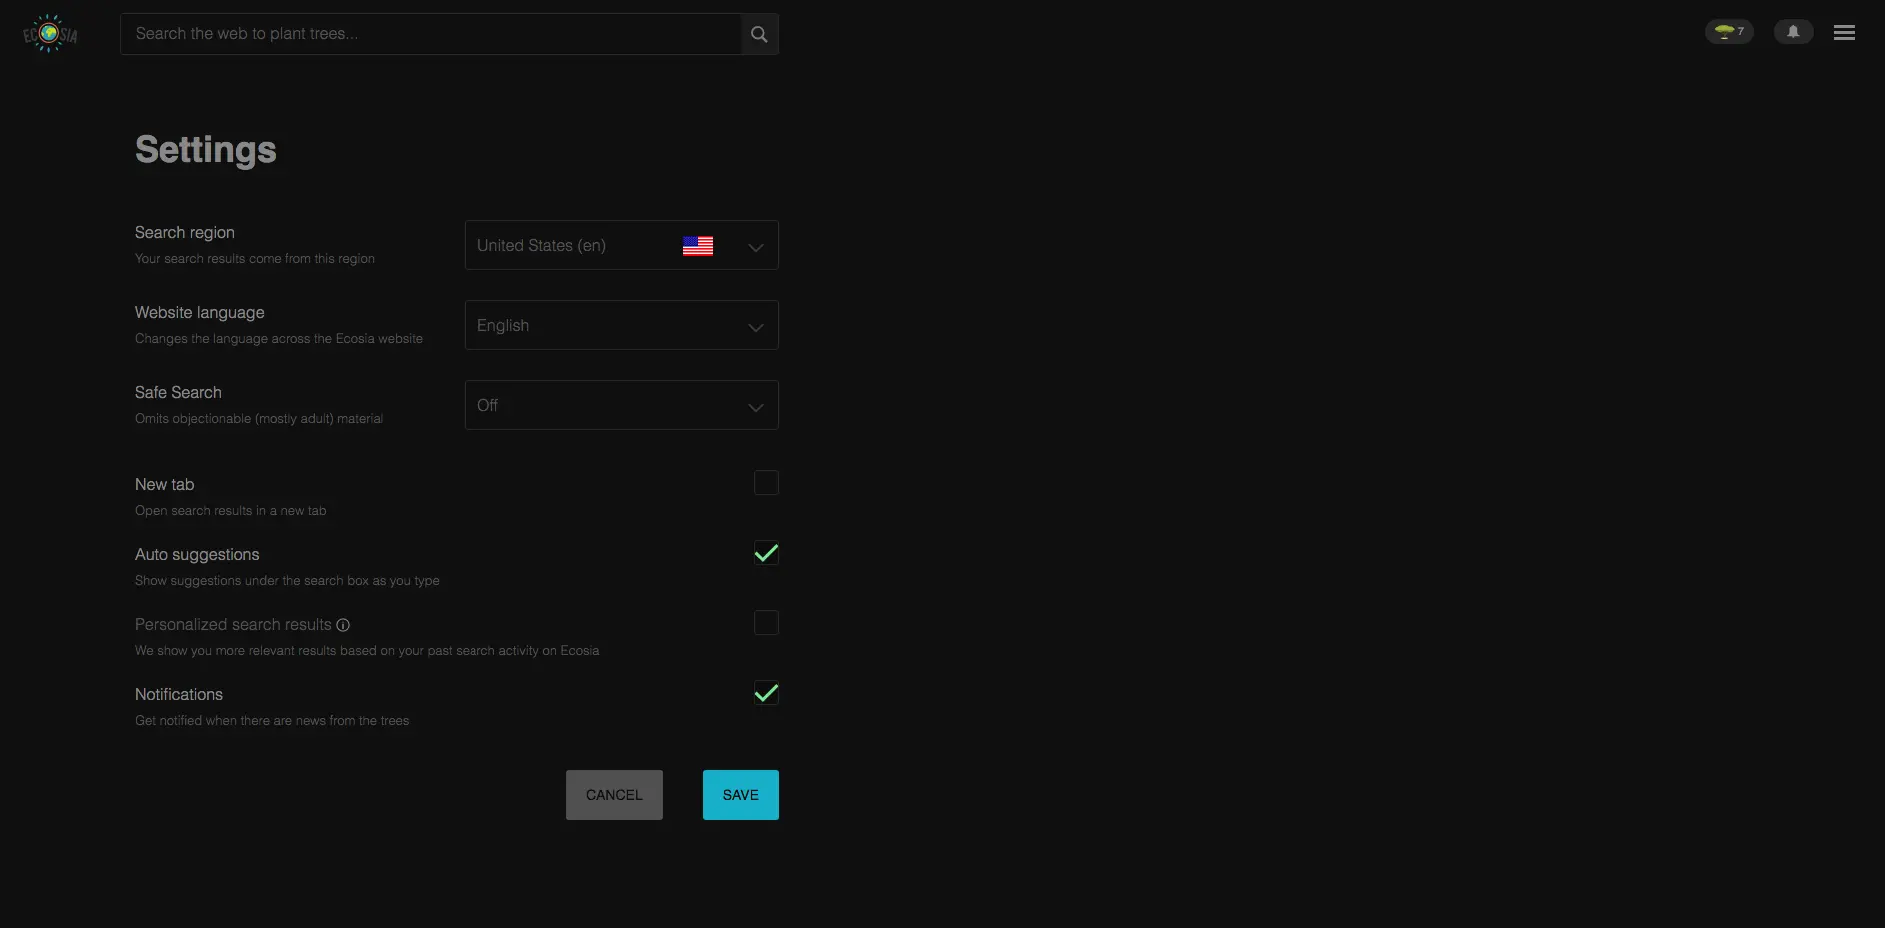 ECOSIA
Search the web to plant trees...
7
Settings
Search region
Your search results come from this region
United States (en)
Website language
Changes the language across the Ecosia website
English
Safe Search
Omits objectionable (mostly adult) material
Off
New tab
Open search results in a new tab
Auto suggestions
Show suggestions under the search box as you type
Personalized search results
We show you more relevant results based on your past search activity on Ecosia
Notifications
Get notified when there are news from the trees
CANCEL
SAVE